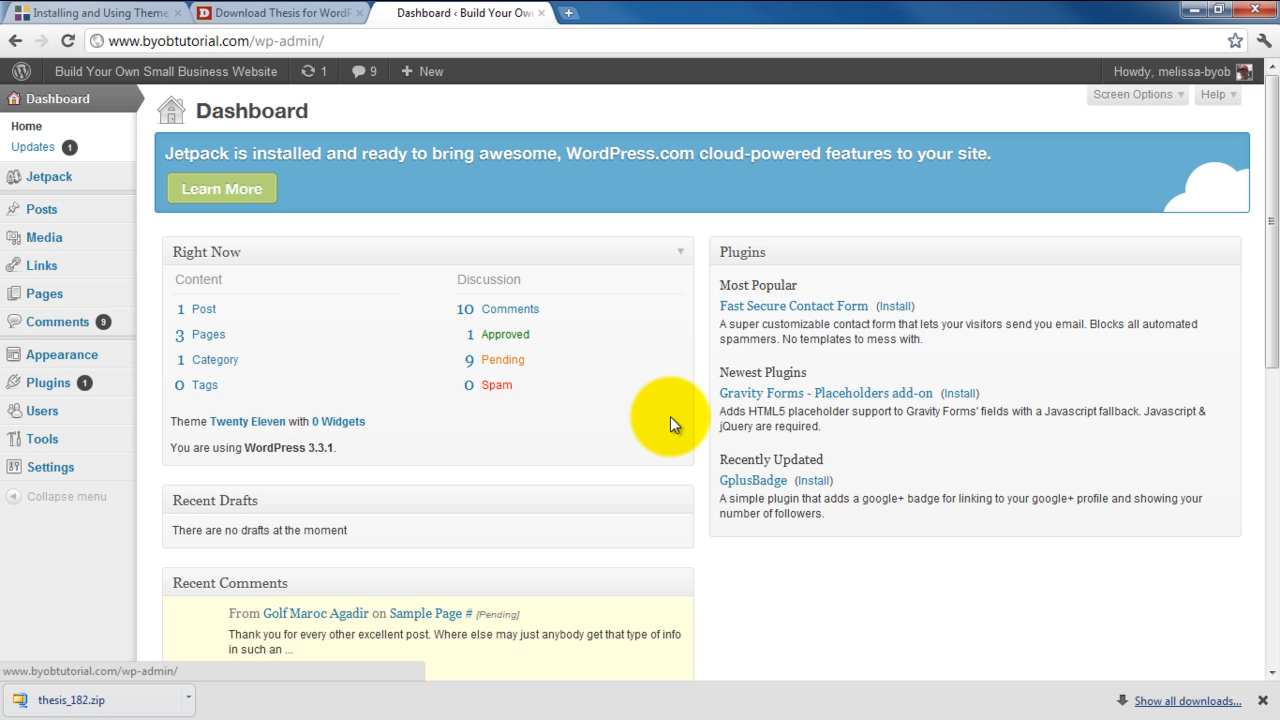 Installing and Using Theme
Download Thesis for WordP
Dashboard ‹ Build Your Own
www.byobtutorial.com/wp-admin/
Build Your Own Small Business Website
1
9
New
Howdy, melissa-byob
Dashboard
Home
Updates 1
Jetpack
Posts
Media
Links
Pages
Comments 9
Appearance
Plugins 1
Users
Tools
Settings
Collapse menu
Screen Options
Help
Dashboard
Jetpack is installed and ready to bring awesome, WordPress.com cloud-powered features to your site.
Learn More
Right Now
Content
1 Post
3 Pages
1 Category
0 Tags
Discussion
10 Comments
1 Approved
9 Pending
0 Spam
Theme Twenty Eleven with 0 Widgets
You are using WordPress 3.3.1.
Recent Drafts
There are no drafts at the moment
Recent Comments
From Golf Maroc Agadir on Sample Page # [Pending]
Thank you for every other excellent post. Where else may just anybody get that type of info
in such an ...
Plugins
Most Popular
Fast Secure Contact Form (Install)
A super customizable contact form that lets your visitors send you email. Blocks all automated
spammers. No templates to mess with.
Newest Plugins
Gravity Forms - Placeholders add-on (Install)
Adds HTML5 placeholder support to Gravity Forms' fields with a Javascript fallback. Javascript &
jQuery are required.
Recently Updated
GplusBadge (Install)
A simple plugin that adds a google+ badge for linking to your google+ profile and showing your
number of followers.
www.byobtutorial.com/wp-admin/
thesis_182.zip
Show all downloads...